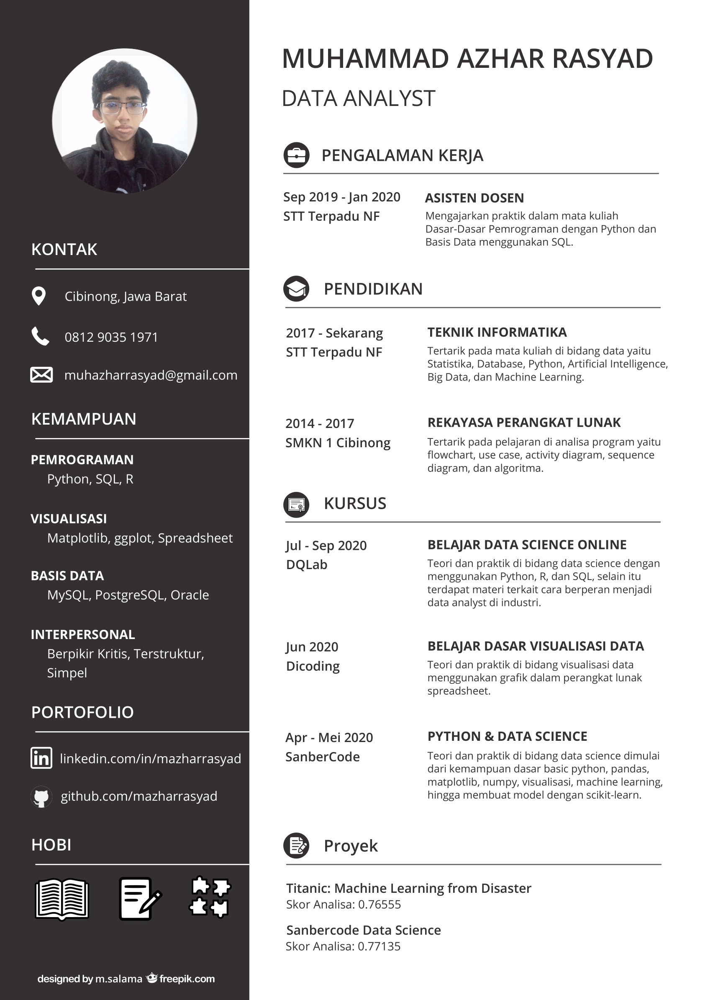 MUHAMMAD AZHAR RASYAD
DATA ANALYST
KONTAK
Cibinong, Jawa Barat
0812 9035 1971
muhazharrasyad@gmail.com
KEMAMPUAN
PEMROGRAMAN
Python, SQL, R
VISUALISASI
Matplotlib, ggplot, Spreadsheet
BASIS DATA
MySQL, PostgreSQL, Oracle
INTERPERSONAL
Berpikir Kritis, Terstruktur,
Simpel
PORTOFOLIO
in linkedin.com/in/mazharrasyad
github.com/mazharrasyad
HOBI
designed by m.salama freepik.com
PENGALAMAN KERJA
Sep 2019 - Jan 2020
STT Terpadu NF
ASISTEN DOSEN
Mengajarkan praktik dalam mata kuliah
Dasar-Dasar Pemrograman dengan Python dan
Basis Data menggunakan SQL.
PENDIDIKAN
2017 - Sekarang
STT Terpadu NF
TEKNIK INFORMATIKA
Tertarik pada mata kuliah di bidang data yaitu
Statistika, Database, Python, Artificial Intelligence,
Big Data, dan Machine Learning.
2014 - 2017
SMKN 1 Cibinong
REKAYASA PERANGKAT LUNAK
Tertarik pada pelajaran di analisa program yaitu
flowchart, use case, activity diagram, sequence
diagram, dan algoritma.
KURSUS
Jul - Sep 2020
DQLab
BELAJAR DATA SCIENCE ONLINE
Teori dan praktik di bidang data science dengan
menggunakan Python, R, dan SQL, selain itu
terdapat materi terkait cara berperan menjadi
data analyst di industri.
Jun 2020
Dicoding
BELAJAR DASAR VISUALISASI DATA
Teori dan praktik di bidang visualisasi data
menggunakan grafik dalam perangkat lunak
spreadsheet.
Apr - Mei 2020
SanberCode
PYTHON & DATA SCIENCE
Teori dan praktik di bidang data science dimulai
dari kemampuan dasar basic python, pandas,
matplotlib, numpy, visualisasi, machine learning,
hingga membuat model dengan scikit-learn.
Proyek
Titanic: Machine Learning from Disaster
Skor Analisa: 0.76555
Sanbercode Data Science
Skor Analisa: 0.77135